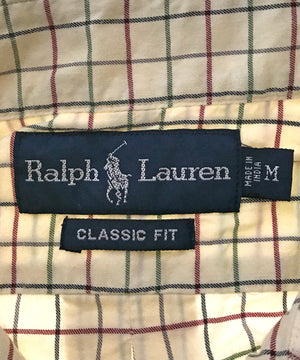 Ralph Lauren
MADE IN
INDIA
M
CLASSIC FIT